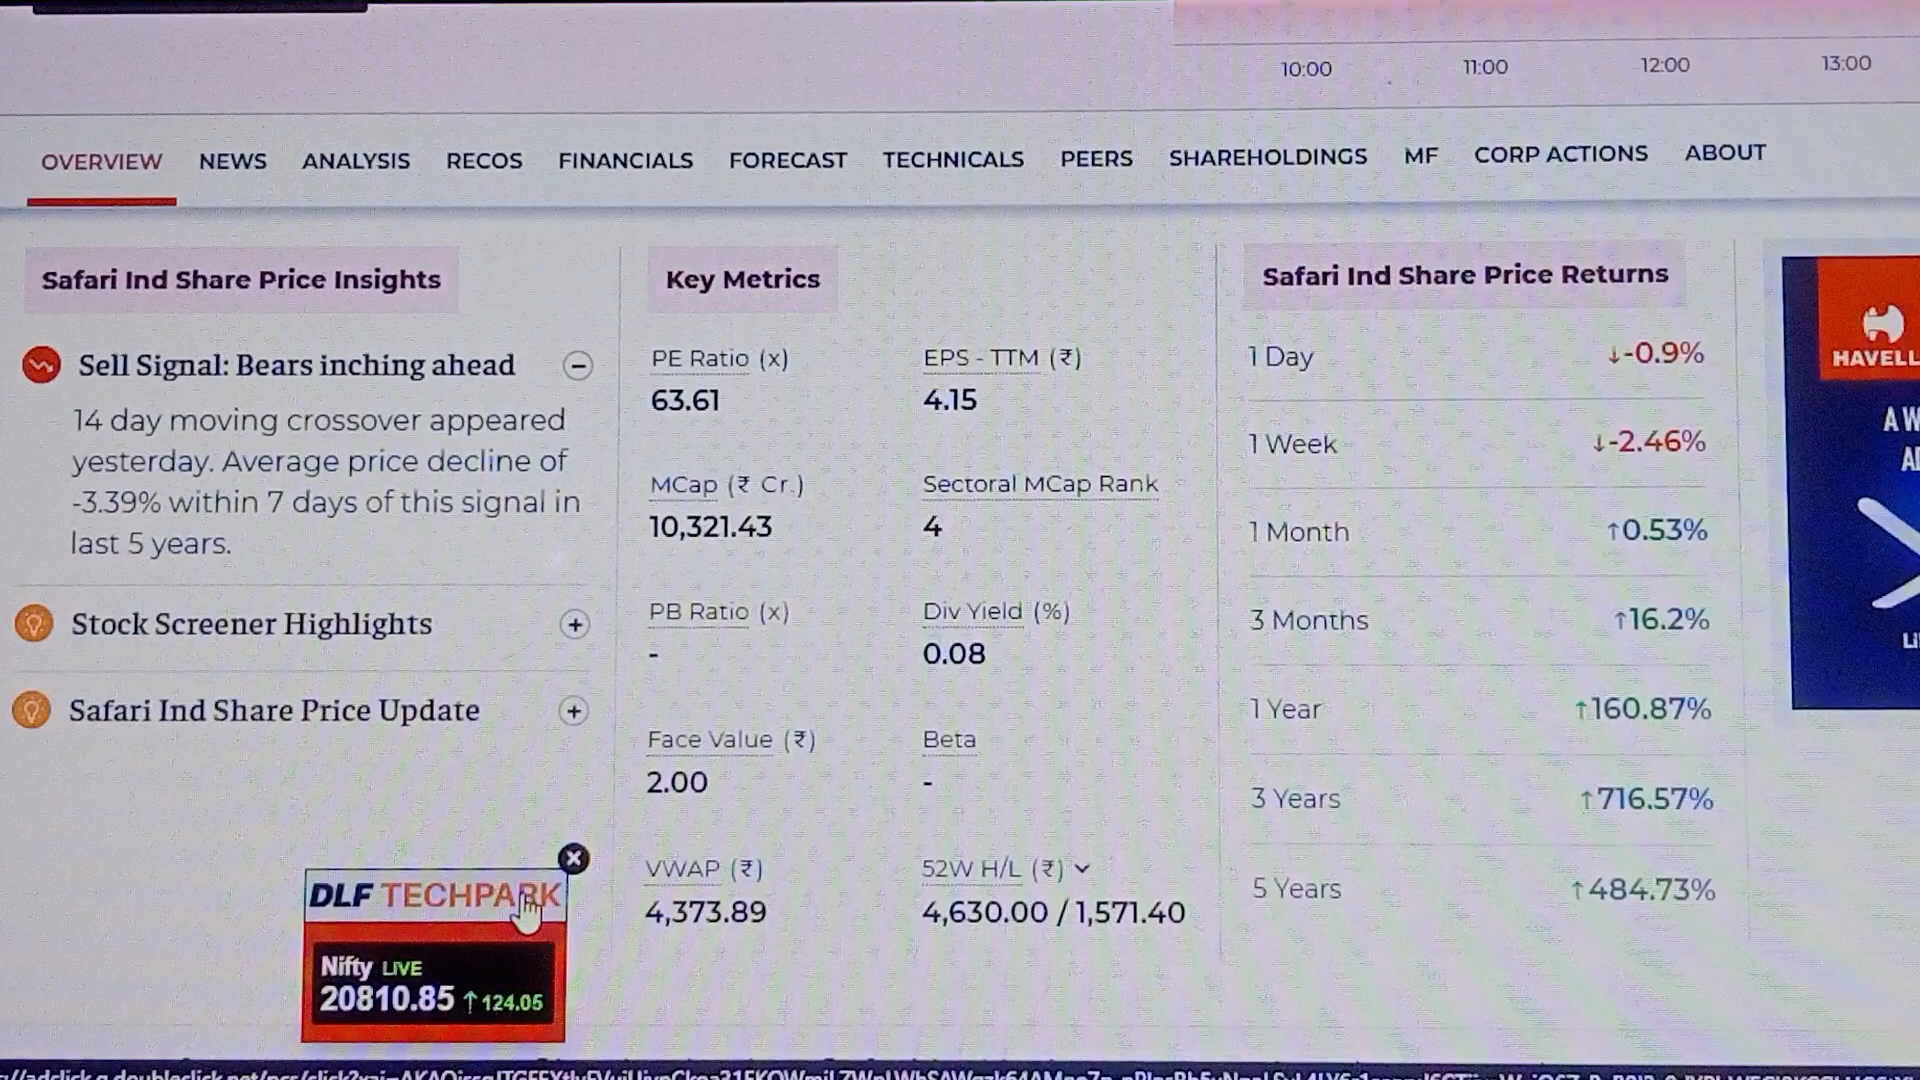 10:00 11:00 12:00 13:00
OVERVIEW NEWS ANALYSIS RECOS FINANCIALS FORECAST TECHNICALS PEERS SHAREHOLDINGS MF CORP ACTIONS ABOUT
Safari Ind Share Price Insights
Sell Signal: Bears inching ahead
14 day moving crossover appeared
yesterday. Average price decline of
-3.39% within 7 days of this signal in
last 5 years.
Stock Screener Highlights
Safari Ind Share Price Update
DLF TECHPARK
Nifty LIVE
20810.85 ↑124.05
Key Metrics
PE Ratio (x) EPS - TTM (₹)
63.61 4.15
MCap (₹ Cr.) Sectoral MCap Rank
10,321.43 4
PB Ratio (x) Div Yield (%)
- 0.08
Face Value (₹) Beta
2.00 -
VWAP (₹) 52W H/L (₹)
4,373.89 4,630.00 / 1,571.40
Safari Ind Share Price Returns
1 Day ↓-0.9%
1 Week ↓-2.46%
1 Month ↑0.53%
3 Months ↑16.2%
1 Year ↑160.87%
3 Years ↑716.57%
5 Years ↑484.73%